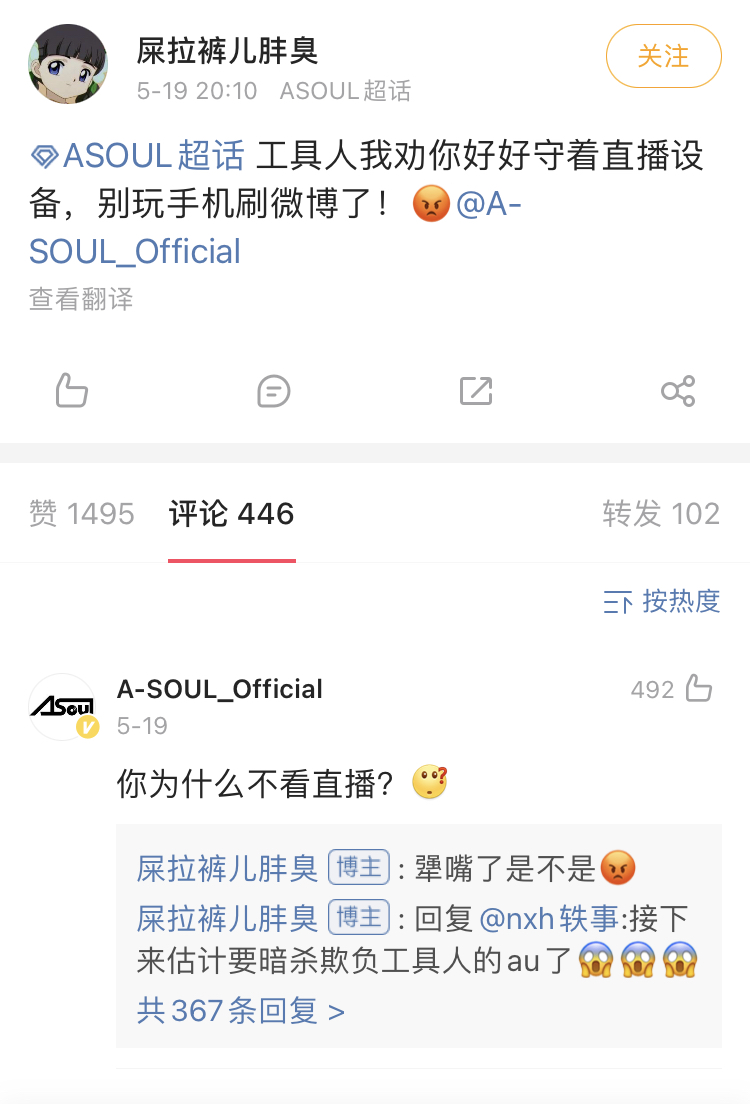 屎拉裤儿胩臭
关注
5-19 20:10 ASOUL超话
ASOUL超话 工具人我劝你好好守着直播设
备，别玩手机刷微博了！😡@A-
SOUL_Official
查看翻译
赞 1495 评论 446 转发 102
按热度
A-SOUL_Official
492
ASoul
5-19
你为什么不看直播？
屎拉裤儿胩臭 博主 : 犟嘴了是不是😡
屎拉裤儿胩臭 博主 : 回复 @nxh轶事:接下
来估计要暗杀欺负工具人的au了😱😱😱
共367条回复 >